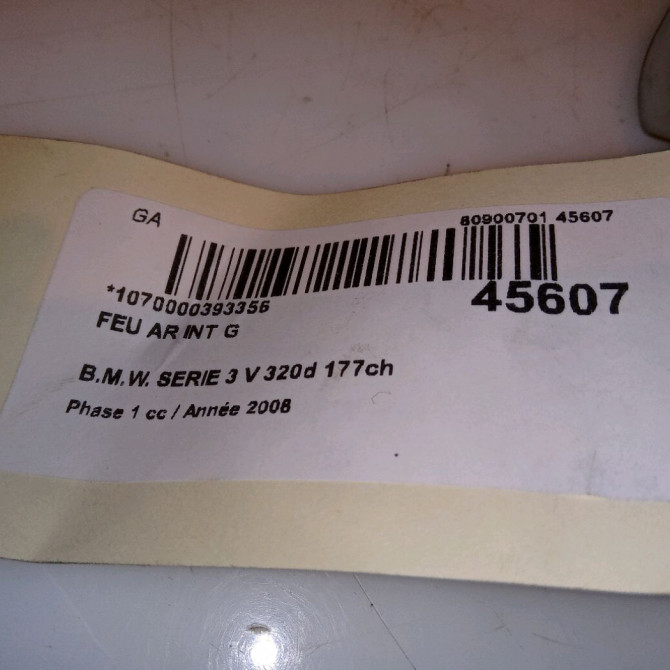 GA
80900701 45607
*1070000393356
45607
FEU AR INT G
B.M.W. SERIE 3 V 320d 177ch
Phase 1 cc / Année 2008